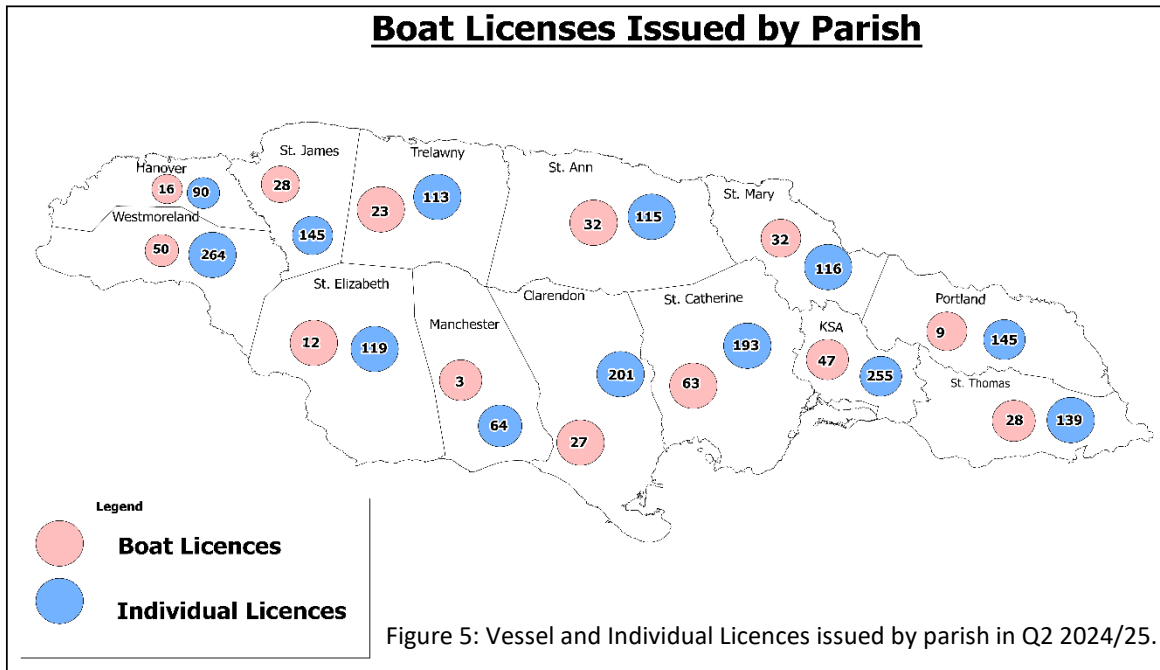 Boat Licenses Issued by Parish
Hanover
16
90
Westmoreland
50
264
St. James
28
145
Trelawny
23
113
St. Ann
32
115
St. Mary
32
116
St. Elizabeth
12
119
Manchester
3
64
Clarendon
201
27
St. Catherine
193
63
KSA
47
255
Portland
9
145
St. Thomas
28
139
Legend
Boat Licences
Individual Licences
Figure 5: Vessel and Individual Licences issued by parish in Q2 2024/25.